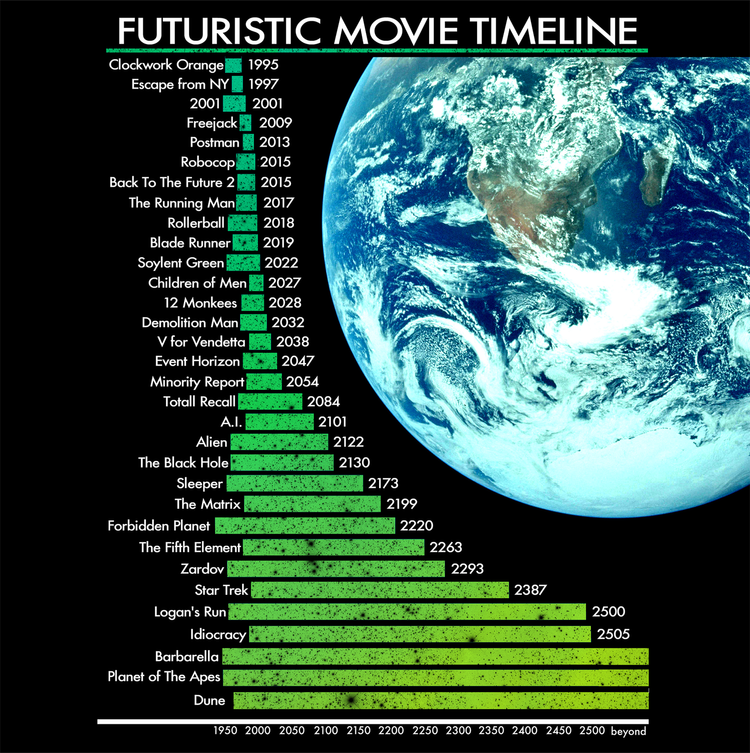 FUTURISTIC MOVIE TIMELINE
Clockwork Orange 1995
Escape from NY 1997
2001 2001
Freejack 2009
Postman 2013
Robocop 2015
Back To The Future 2 2015
The Running Man 2017
Rollerball 2018
Blade Runner 2019
Soylent Green 2022
Children of Men 2027
12 Monkees 2028
Demolition Man 2032
V for Vendetta 2038
Event Horizon 2047
Minority Report 2054
Totall Recall 2084
A.I. 2101
Alien 2122
The Black Hole 2130
Sleeper 2173
The Matrix 2199
Forbidden Planet 2220
The Fifth Element 2263
Zardov 2293
Star Trek 2387
Logan's Run 2500
Idiocracy 2505
Barbarella
Planet of The Apes
Dune
1950 2000 2050 2100 2150 2200 2250 2300 2350 2400 2450 2500 beyond